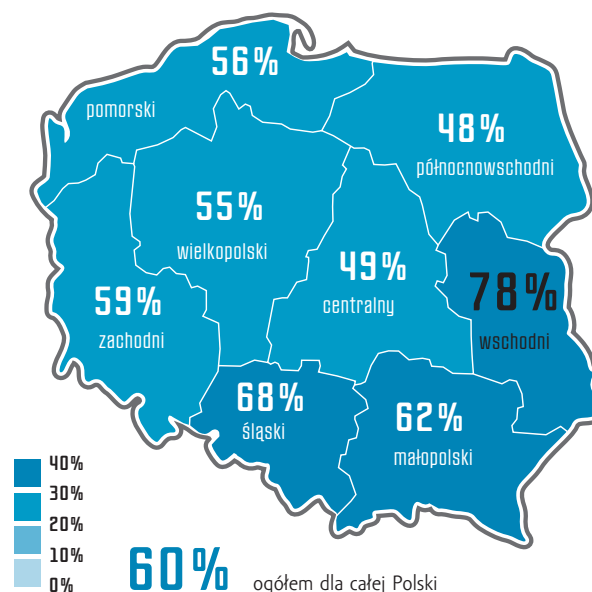 56%
pomorski
48%
północnowschodni
55%
wielkopolski
49%
centralny
78%
wschodni
59%
zachodni
68%
śląski
62%
małopolski
40%
30%
20%
10%
0%
60% ogółem dla całej Polski